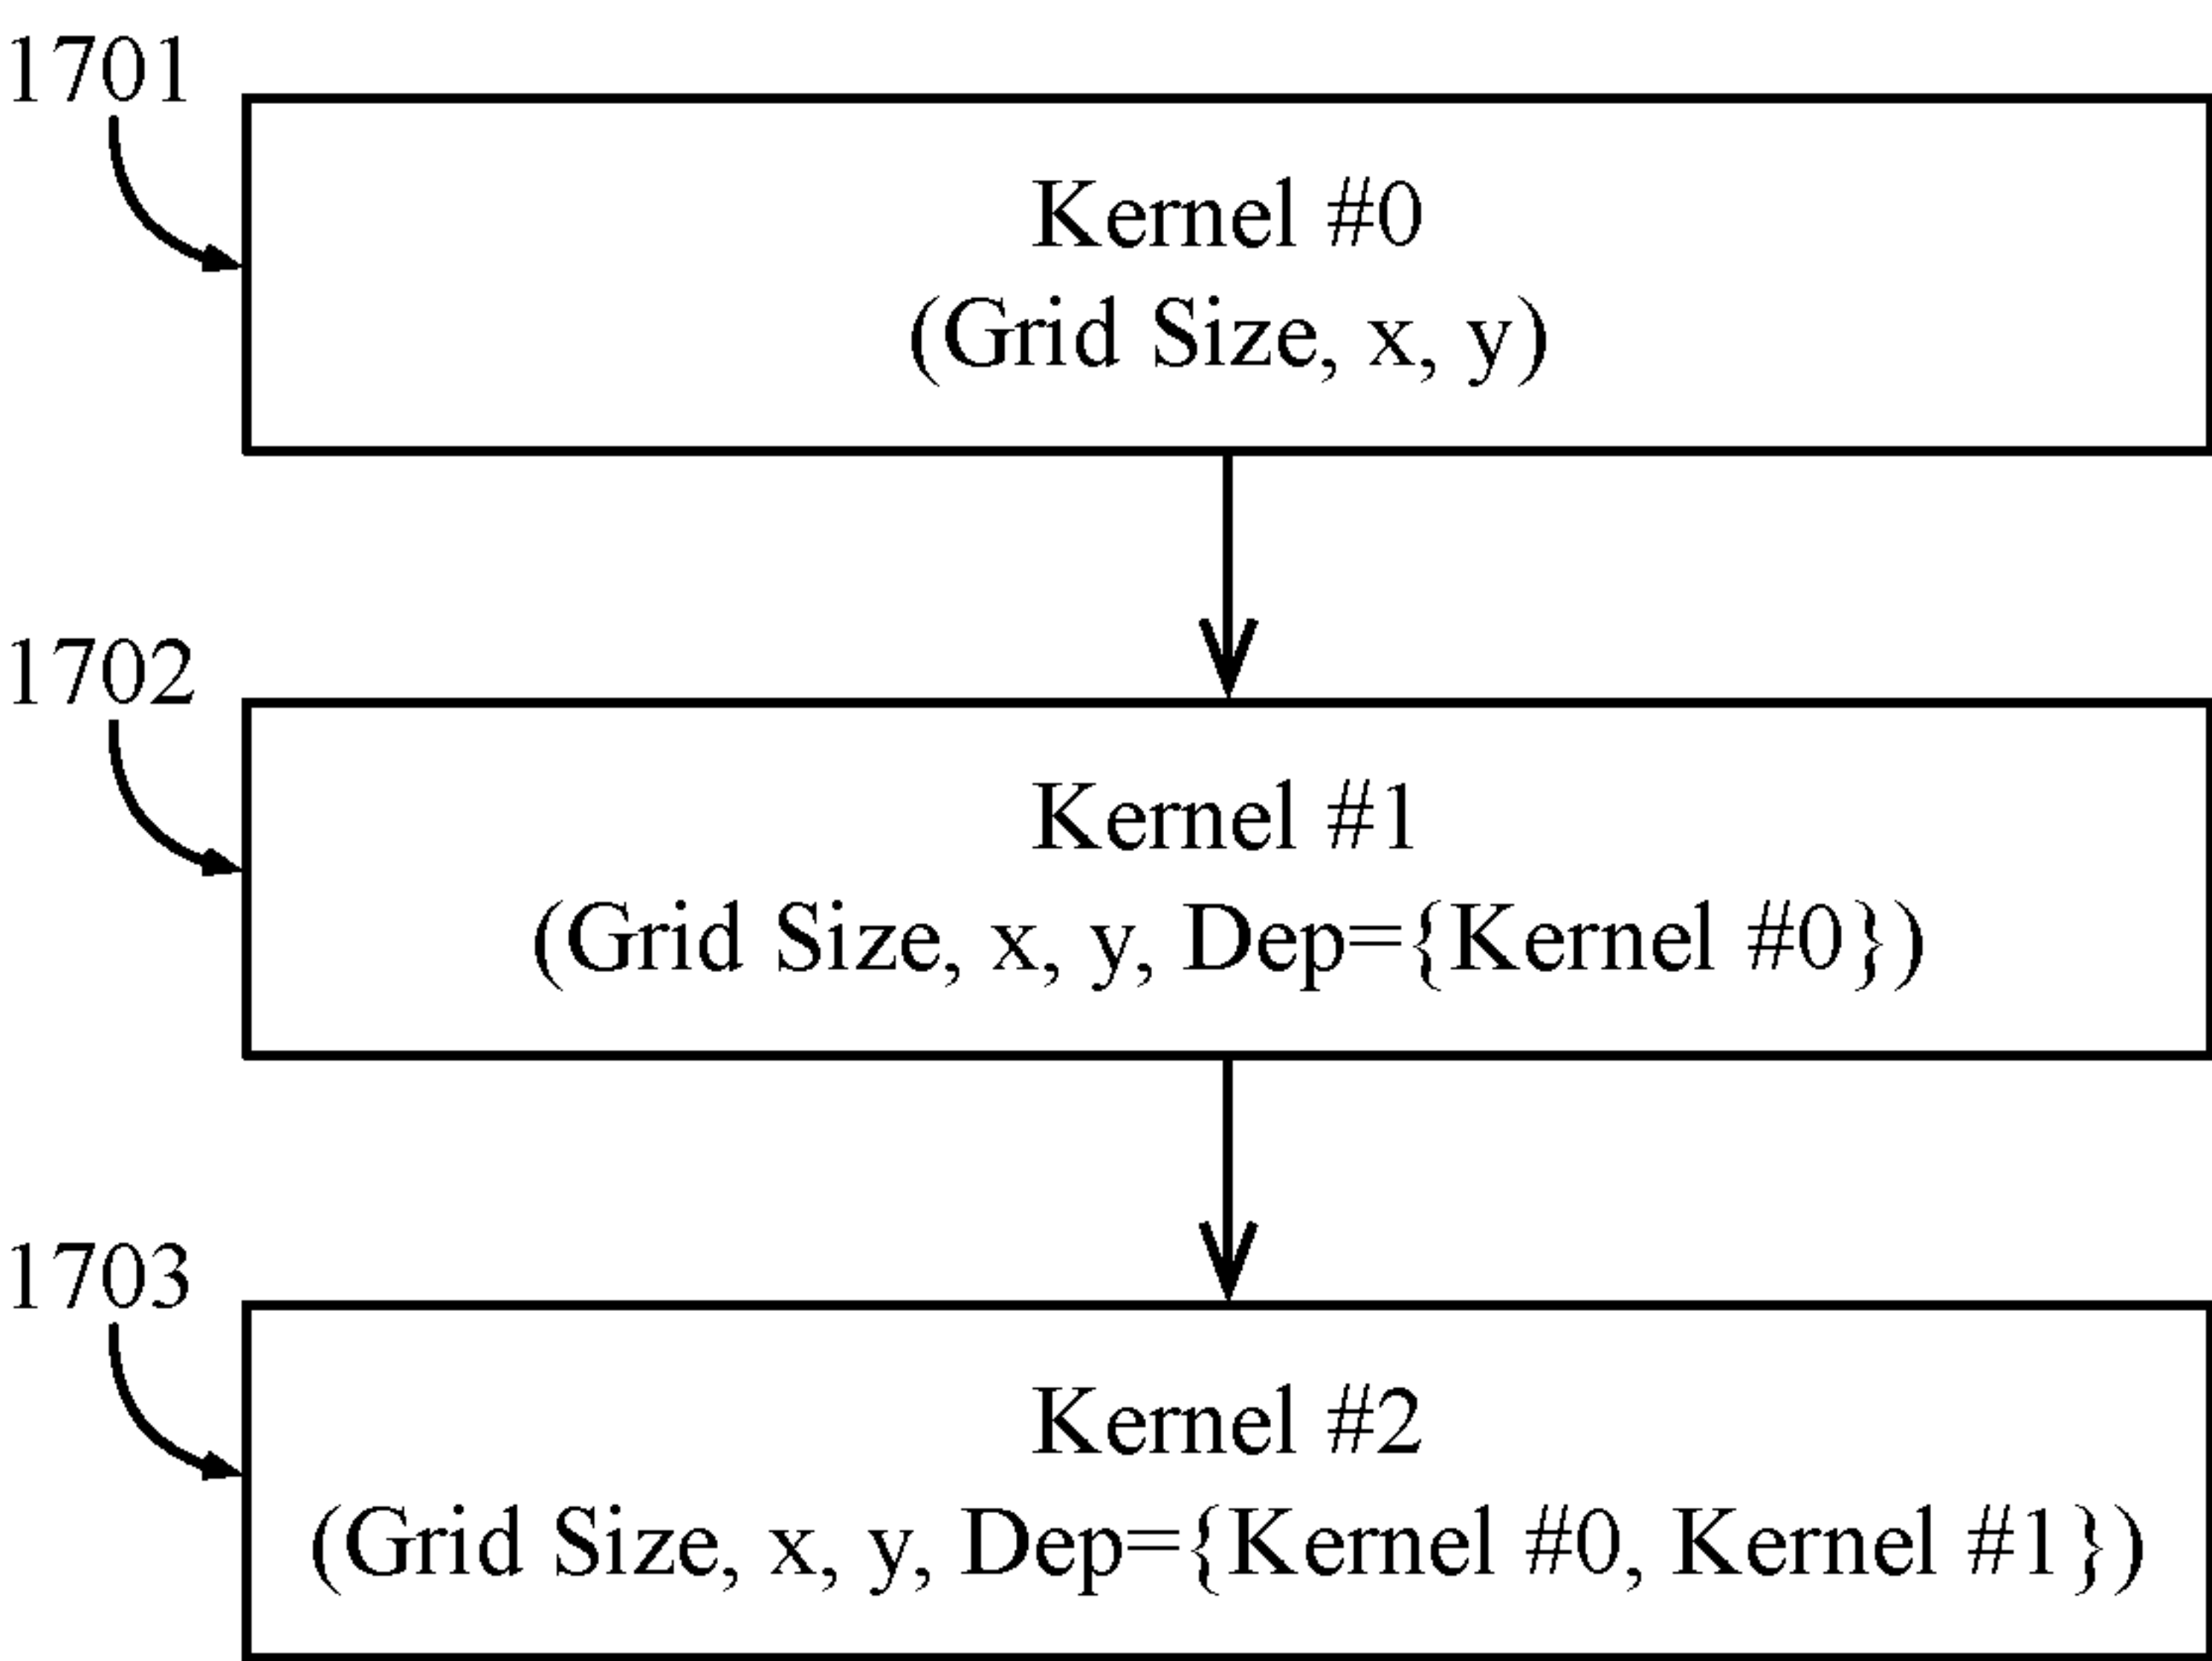 1701
Kernel #0
(Grid Size, x, y)
1702
Kernel #1
(Grid Size, x, y, Dep={Kernel #0})
1703
Kernel #2
(Grid Size, x, y, Dep={Kernel #0, Kernel #1})